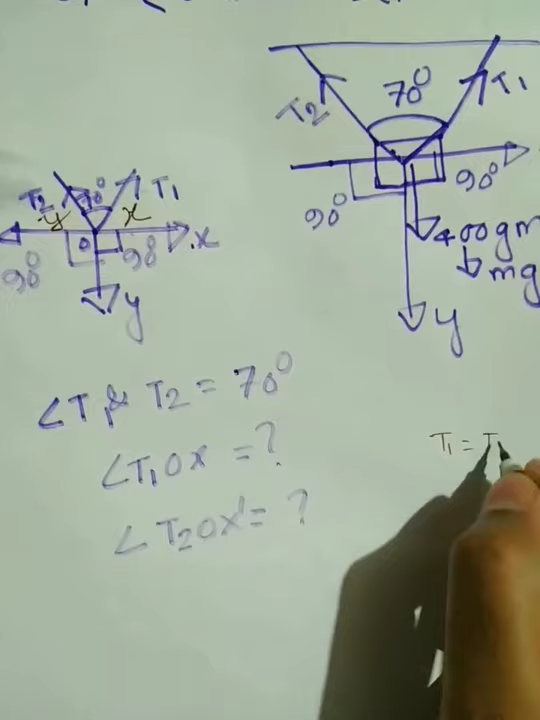 70°
T2
T1
90°
90°
400gm
mg
y
T2
70°
T1
y
x
x
0
90°
90
y
∠T1 & T2 = 70°
∠T1OX = ?
∠T2OX' = ?
T1 = T